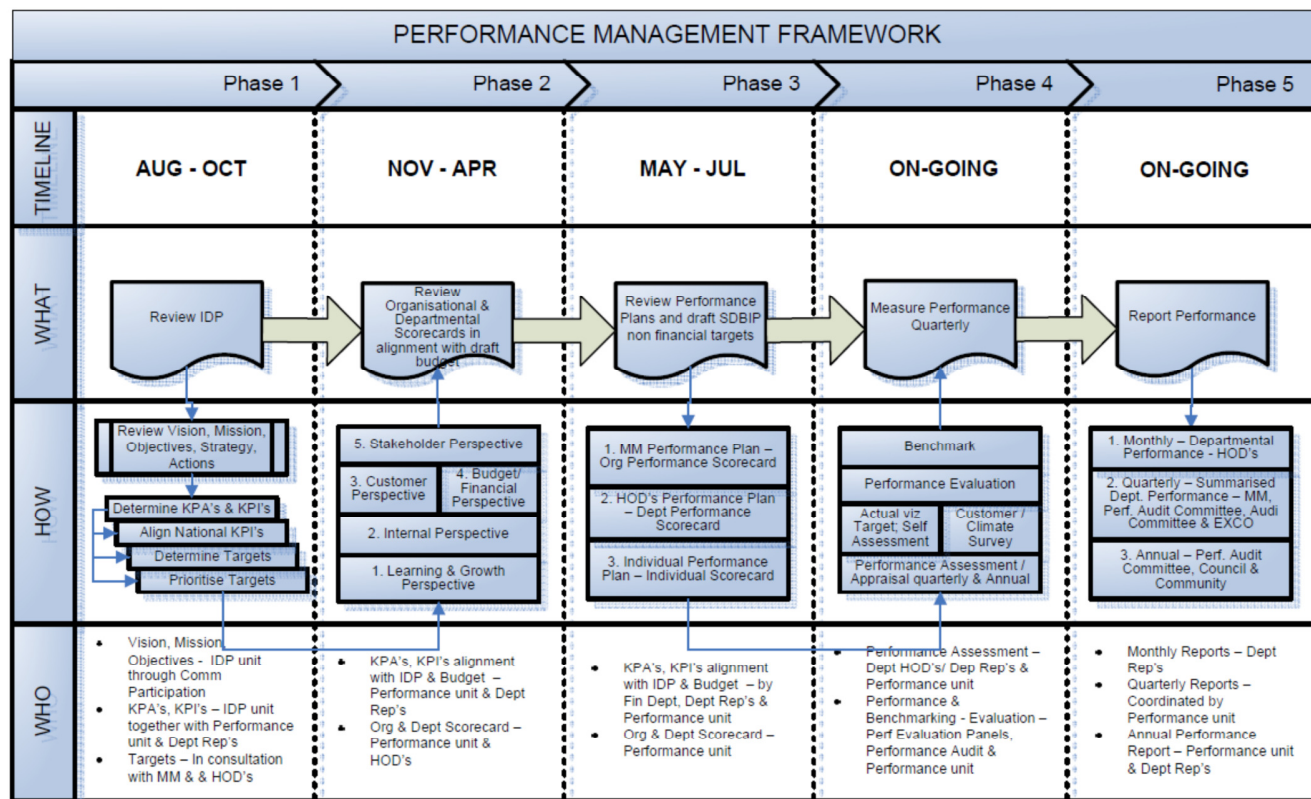 PERFORMANCE MANAGEMENT FRAMEWORK
Phase 1
Phase 2
Phase 3
Phase 4
Phase 5
TIMELINE
AUG - OCT
NOV - APR
MAY - JUL
ON-GOING
ON-GOING
WHAT
Review IDP
Review
Organisational &
Departmental
Scorecards in
alignment with draft
budget
Review Performance
Plans and draft SDBIP
non financial targets
Measure Performance
Quarterly
Report Performance
HOW
Review Vision, Mission,
Objectives, Strategy,
Actions
Determine KPA's & KPI's
Align National KPI's
Determine Targets
Prioritise Targets
5. Stakeholder Perspective
3. Customer
Perspective
4. Budget/
Financial
Perspective
2. Internal Perspective
1. Learning & Growth
Perspective
1. MM Performance Plan –
Org Performance Scorecard
2. HOD's Performance Plan
– Dept Performance
Scorecard
3. Individual Performance
Plan – Individual Scorecard
Benchmark
Performance Evaluation
Actual viz
Target; Self
Assessment
Customer /
Climate
Survey
Performance Assessment /
Appraisal quarterly & Annual
1. Monthly – Departmental
Performance - HOD's
2. Quarterly – Summarised
Dept. Performance – MM,
Perf. Audit Committee, Audi
Committee & EXCO
3. Annual – Perf. Audit
Committee, Council &
Community
WHO
• Vision, Mission,
Objectives - IDP unit
through Comm
Participation
• KPA's, KPI's – IDP unit
together with Performance
unit & Dept Rep's
• Targets – In consultation
with MM & & HOD's
• KPA's, KPI's alignment
with IDP & Budget –
Performance unit & Dept
Rep's
• Org & Dept Scorecard –
Performance unit &
HOD's
• KPA's, KPI's alignment
with IDP & Budget – by
Fin Dept, Dept Rep's &
Performance unit
• Org & Dept Scorecard –
Performance unit
• Performance Assessment –
Dept HOD's/ Dep Rep's &
Performance unit
• Performance &
Benchmarking - Evaluation –
Perf Evaluation Panels,
Performance Audit &
Performance unit
• Monthly Reports – Dept
Rep's
• Quarterly Reports –
Coordinated by
Performance unit
• Annual Performance
Report – Performance unit
& Dept Rep's